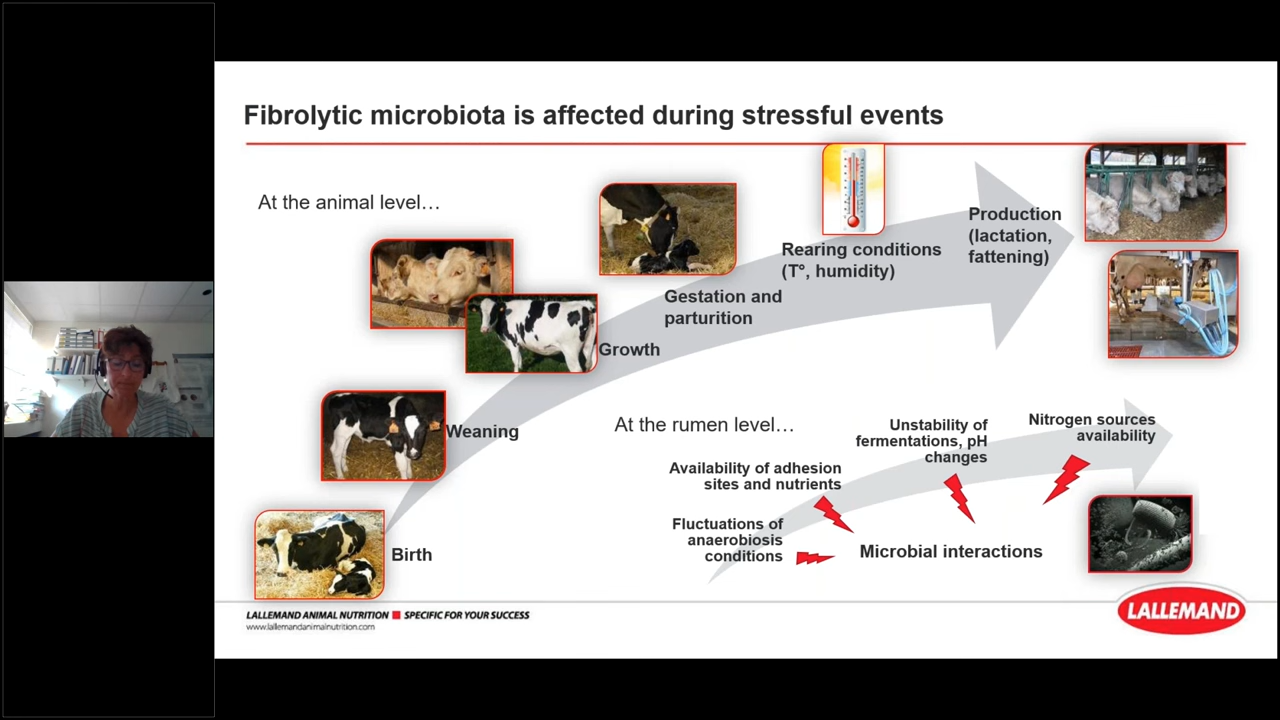 Fibrolytic microbiota is affected during stressful events
At the animal level…
Production
(lactation,
fattening)
Rearing conditions
(T°, humidity)
Gestation and
parturition
Growth
Weaning
Birth
At the rumen level…
Nitrogen sources
availability
Unstability of
fermentations, pH
changes
Availability of adhesion
sites and nutrients
Fluctuations of
anaerobiosis
conditions
Microbial interactions
LALLEMAND ANIMAL NUTRITION SPECIFIC FOR YOUR SUCCESS
www.lallemandanimalnutrition.com
LALLEMAND